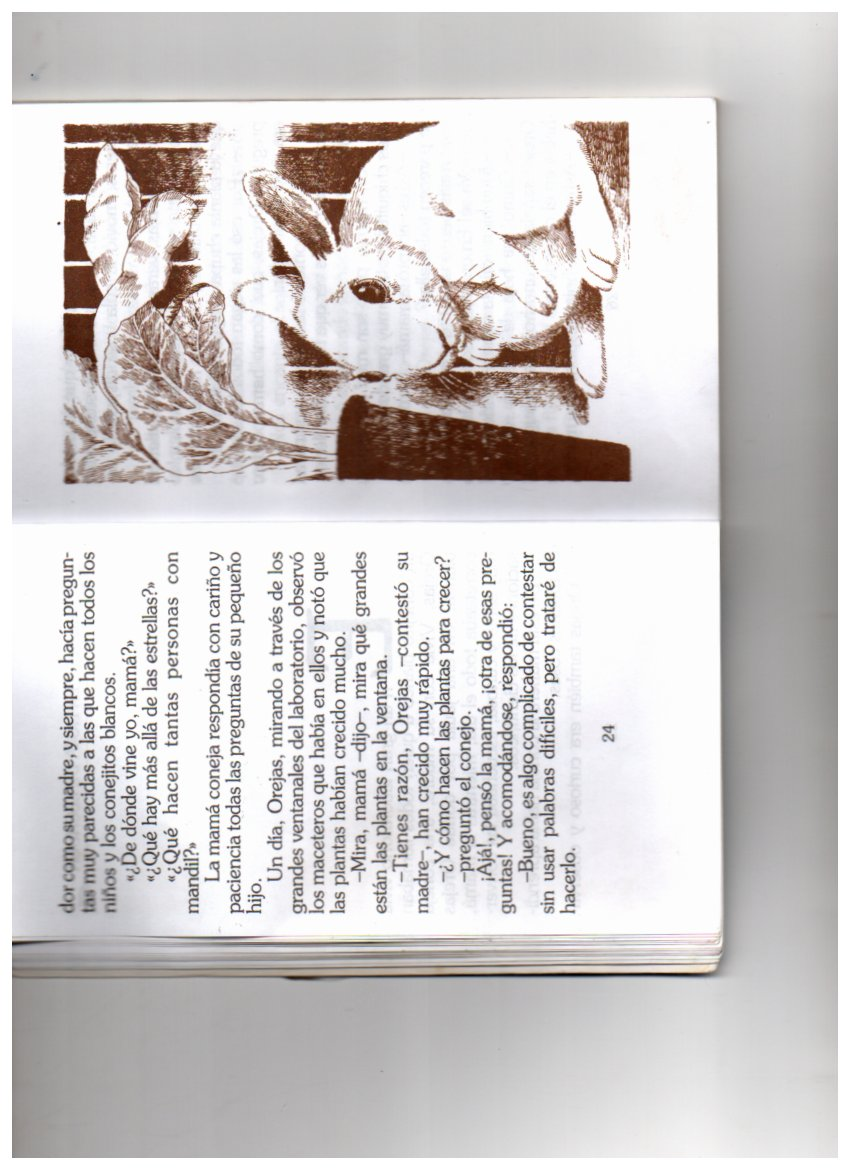 dor como su madre, y siempre, hacía pregun-
tas muy parecidas a las que hacen todos los
niños y los conejitos blancos.
«¿De dónde vine yo, mamá?»
«¿Qué hay más allá de las estrellas?»
«¿Qué hacen tantas personas con
mandil?»
La mamá coneja respondía con cariño y
paciencia todas las preguntas de su pequeño
hijo.
Un día, Orejas, mirando a través de los
grandes ventanales del laboratorio, observó
los maceteros que había en ellos y notó que
las plantas habían crecido mucho.
–Mira, mamá –dijo–, mira qué grandes
están las plantas en la ventana.
–Tienes razón, Orejas –contestó su
madre–, han crecido muy rápido.
–¿Y cómo hacen las plantas para crecer?
–preguntó el conejo.
¡Ajá!, pensó la mamá, ¡otra de esas pre-
guntas! Y acomodándose, respondió:
–Bueno, es algo complicado de contestar
sin usar palabras difíciles, pero trataré de
hacerlo.
24